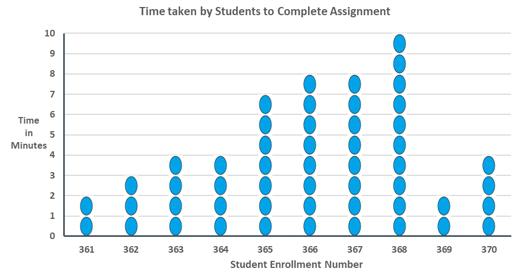 Time taken by Students to Complete Assignment
10
9
8
7
6
5
4
3
2
1
0
Time
in
Minutes
361 362 363 364 365 366 367 368 369 370
Student Enrollment Number